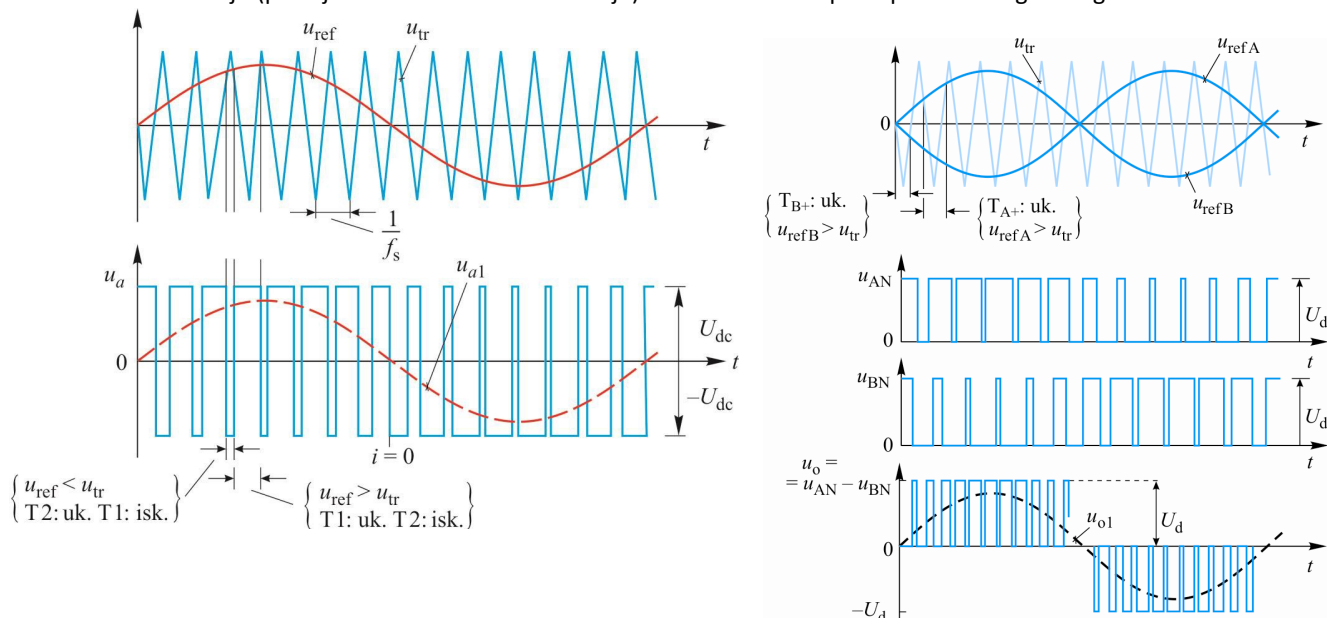 u_ref
u_tr
t
1
f_s
u_a
u_a1
0
U_dc
t
–U_dc
i = 0
u_ref < u_tr
T2: uk. T1: isk.
u_ref > u_tr
T1: uk. T2: isk.
u_tr
u_refA
0
t
u_refB
T_B+: uk.
u_refB > u_tr
T_A+: uk.
u_refA > u_tr
u_AN
U_d
0
t
u_BN
U_d
0
t
u_o =
= u_AN – u_BN
u_o1
U_d
0
t
–U_d